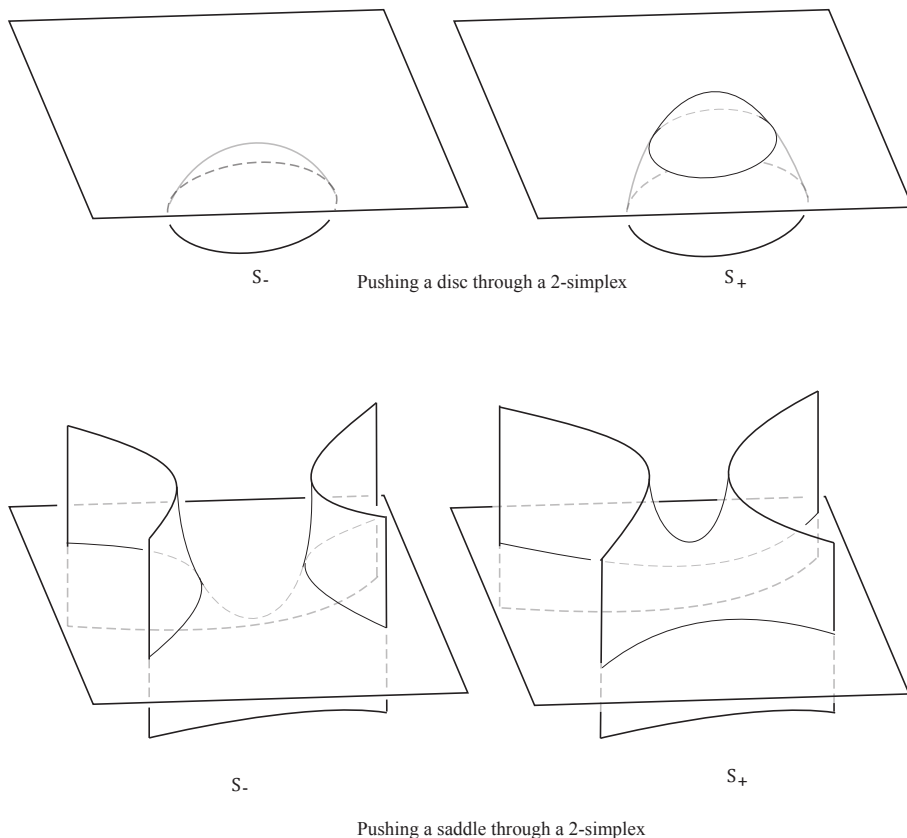 S-
S+
Pushing a disc through a 2-simplex
S-
S+
Pushing a saddle through a 2-simplex